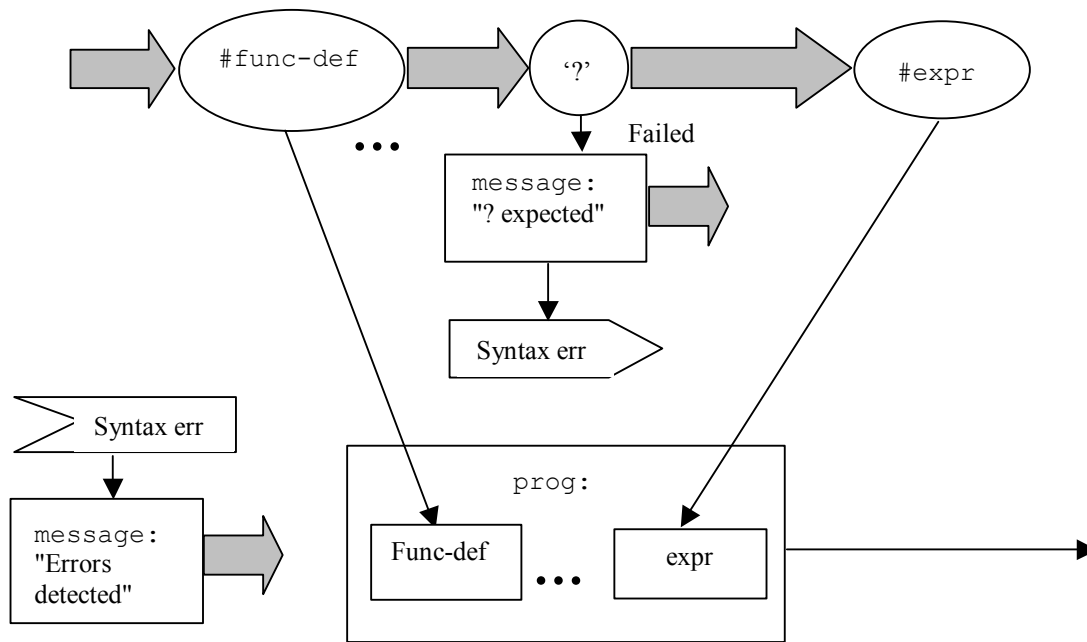 #func-def
‘?’
#expr
•••
Failed
message:
"? expected"
Syntax err
Syntax err
message:
"Errors
detected"
prog:
Func-def
•••
expr